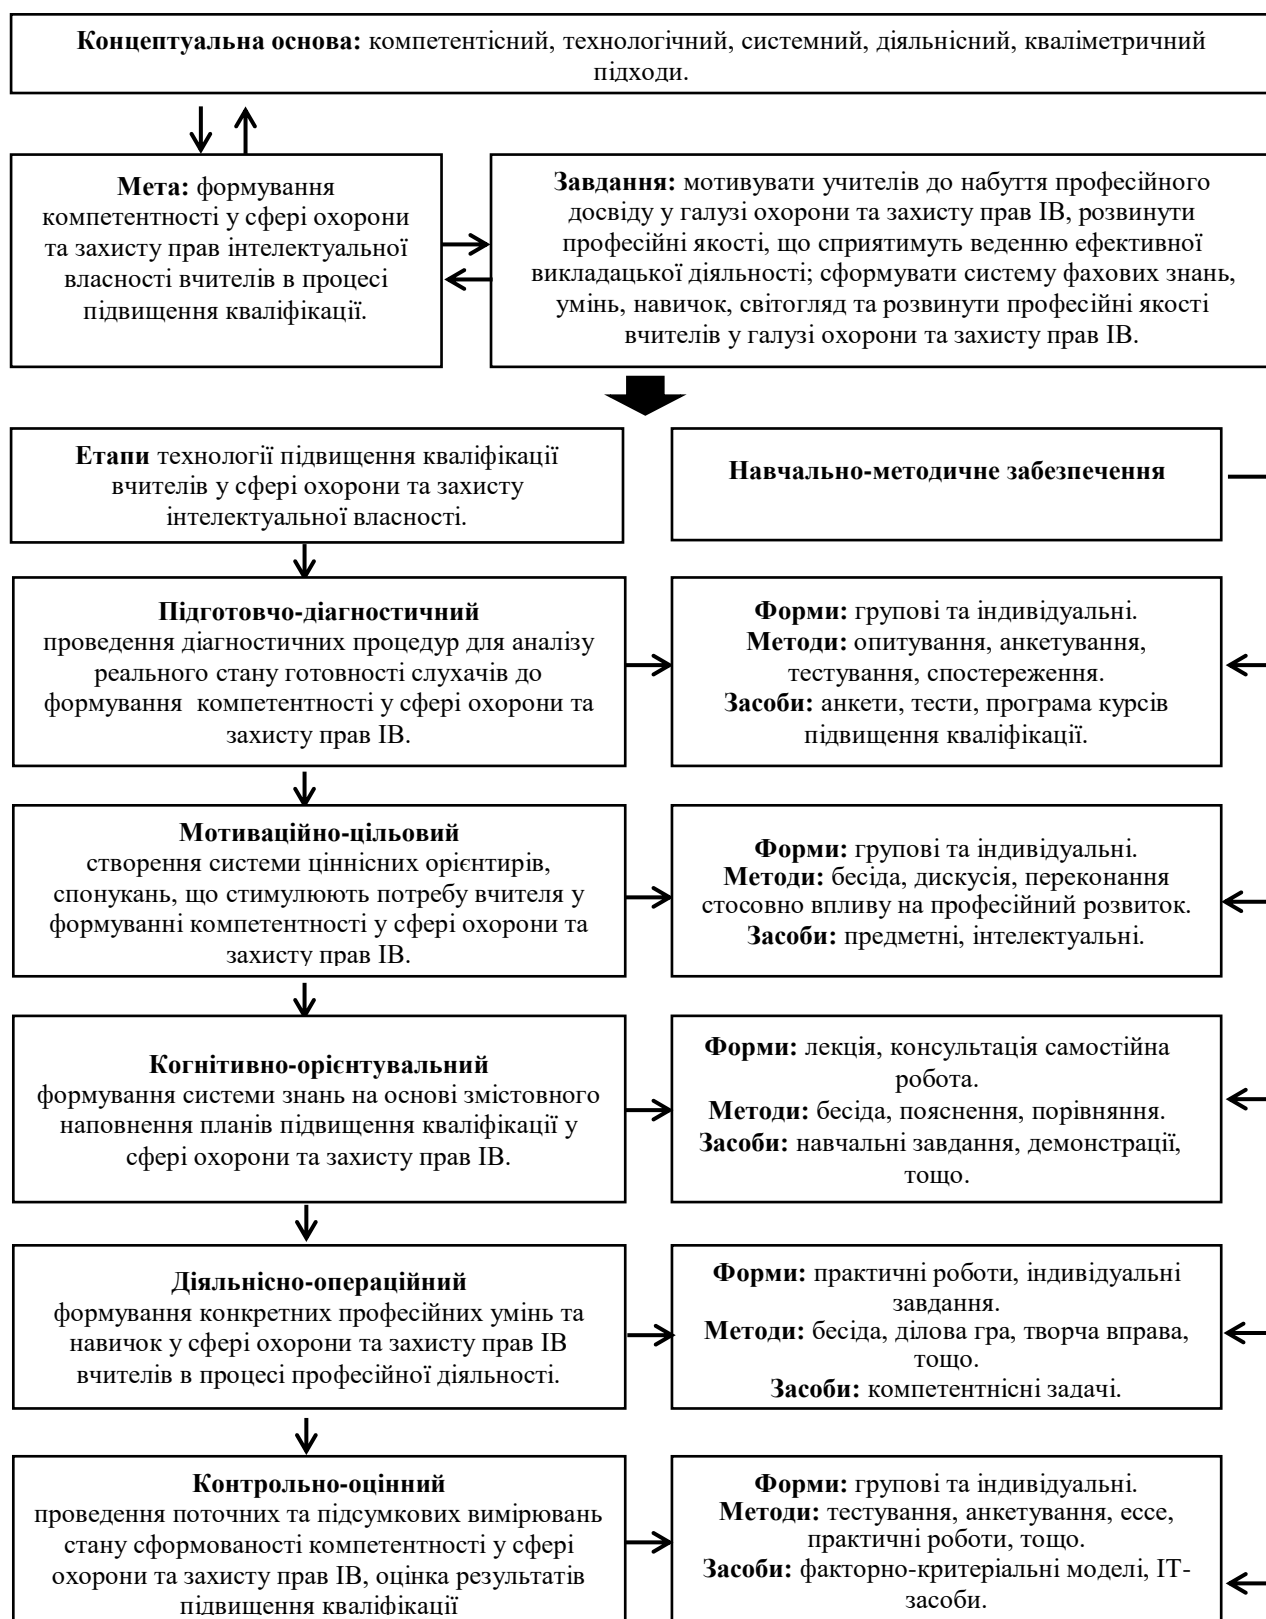 Концептуальна основа: компетентісний, технологічний, системний, діяльнісний, кваліметричний
підходи.
Мета: формування
компетентності у сфері охорони
та захисту прав інтелектуальної
власності вчителів в процесі
підвищення кваліфікації.
Завдання: мотивувати учителів до набуття професійного
досвіду у галузі охорони та захисту прав ІВ, розвинути
професійні якості, що сприятимуть веденню ефективної
викладацької діяльності; сформувати систему фахових знань,
умінь, навичок, світогляд та розвинути професійні якості
вчителів у галузі охорони та захисту прав ІВ.
Етапи технології підвищення кваліфікації
вчителів у сфері охорони та захисту
інтелектуальної власності.
Навчально-методичне забезпечення
Підготовчо-діагностичний
проведення діагностичних процедур для аналізу
реального стану готовності слухачів до
формування компетентності у сфері охорони та
захисту прав ІВ.
Форми: групові та індивідуальні.
Методи: опитування, анкетування,
тестування, спостереження.
Засоби: анкети, тести, програма курсів
підвищення кваліфікації.
Мотиваційно-цільовий
створення системи ціннісних орієнтирів,
спонукань, що стимулюють потребу вчителя у
формуванні компетентності у сфері охорони та
захисту прав ІВ.
Форми: групові та індивідуальні.
Методи: бесіда, дискусія, переконання
стосовно впливу на професійний розвиток.
Засоби: предметні, інтелектуальні.
Когнітивно-орієнтувальний
формування системи знань на основі змістовного
наповнення планів підвищення кваліфікації у
сфері охорони та захисту прав ІВ.
Форми: лекція, консультація самостійна
робота.
Методи: бесіда, пояснення, порівняння.
Засоби: навчальні завдання, демонстрації,
тощо.
Діяльнісно-операційний
формування конкретних професійних умінь та
навичок у сфері охорони та захисту прав ІВ
вчителів в процесі професійної діяльності.
Форми: практичні роботи, індивідуальні
завдання.
Методи: бесіда, ділова гра, творча вправа,
тощо.
Засоби: компетентнісні задачі.
Контрольно-оцінний
проведення поточних та підсумкових вимірювань
стану сформованості компетентності у сфері
охорони та захисту прав ІВ, оцінка результатів
підвищення кваліфікації
Форми: групові та індивідуальні.
Методи: тестування, анкетування, ессе,
практичні роботи, тощо.
Засоби: факторно-критеріальні моделі, ІТ-
засоби.